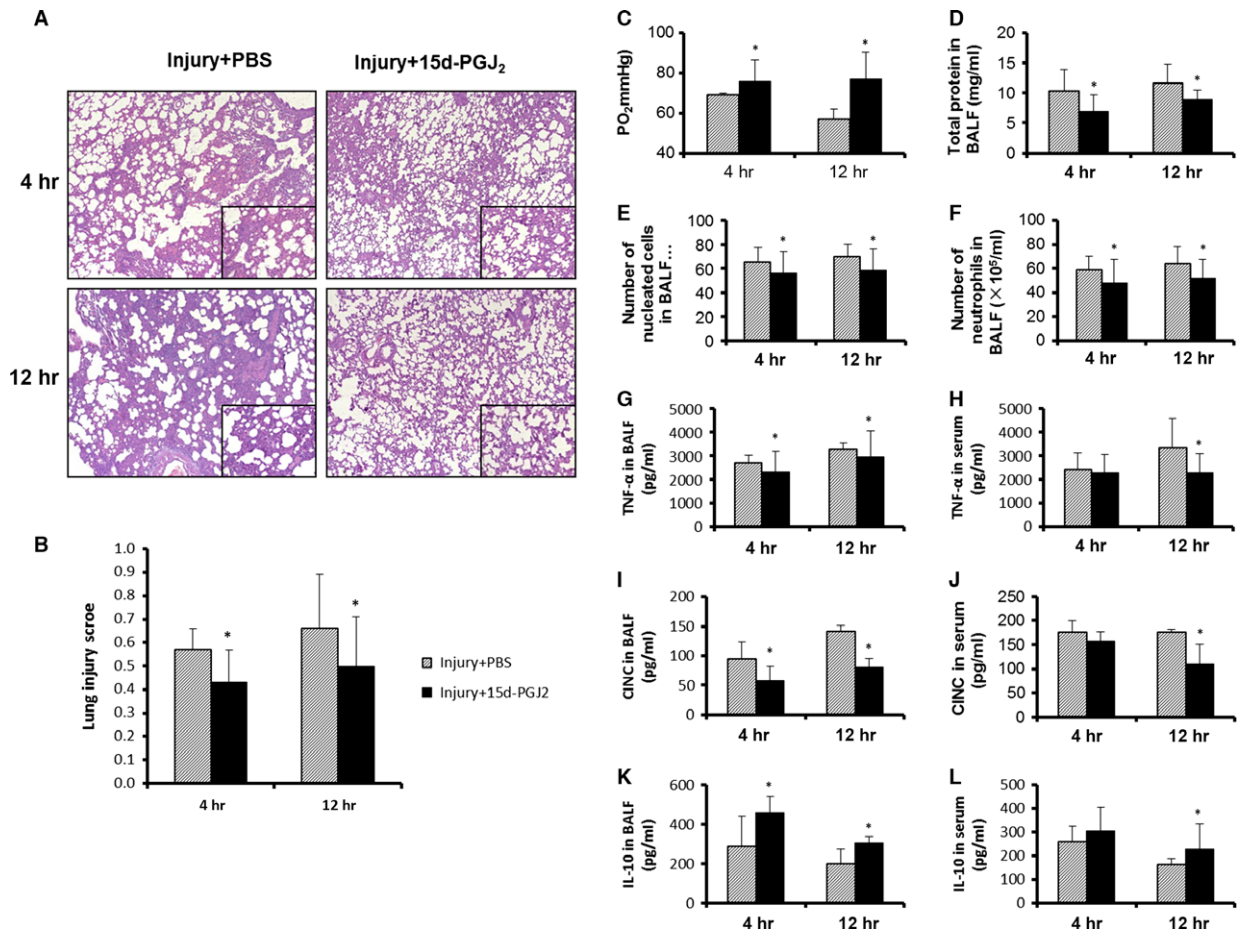 A
Injury+PBS
Injury+15d-PGJ₂
4 hr
12 hr
B
Lung injury scroe
1.0
0.9
0.8
0.7
0.6
0.5
0.4
0.3
0.2
0.1
0.0
4 hr
12 hr
Injury+PBS
Injury+15d-PGJ2
* *
C
PO₂mmHg
100
80
60
40
4 hr
12 hr
* *
D
Total protein in
BALF (mg/ml)
20
15
10
5
0
4 hr
12 hr
* *
E
Number of
nucleated cells
in BALF…
100
80
60
40
20
0
4 hr
12 hr
* *
F
Number of
neutrophils in
BALF (×10⁵/ml)
100
80
60
40
20
0
4 hr
12 hr
* *
G
TNF-α in BALF
(pg/ml)
5000
4000
3000
2000
1000
0
4 hr
12 hr
* *
H
TNF-α in serum
(pg/ml)
5000
4000
3000
2000
1000
0
4 hr
12 hr
*
I
CINC in BALF
(pg/ml)
200
150
100
50
0
4 hr
12 hr
* *
J
CINC in serum
(pg/ml)
250
200
150
100
50
0
4 hr
12 hr
*
K
IL-10 in BALF
(pg/ml)
600
400
200
0
4 hr
12 hr
* *
L
IL-10 in serum
(pg/ml)
500
400
300
200
100
0
4 hr
12 hr
*